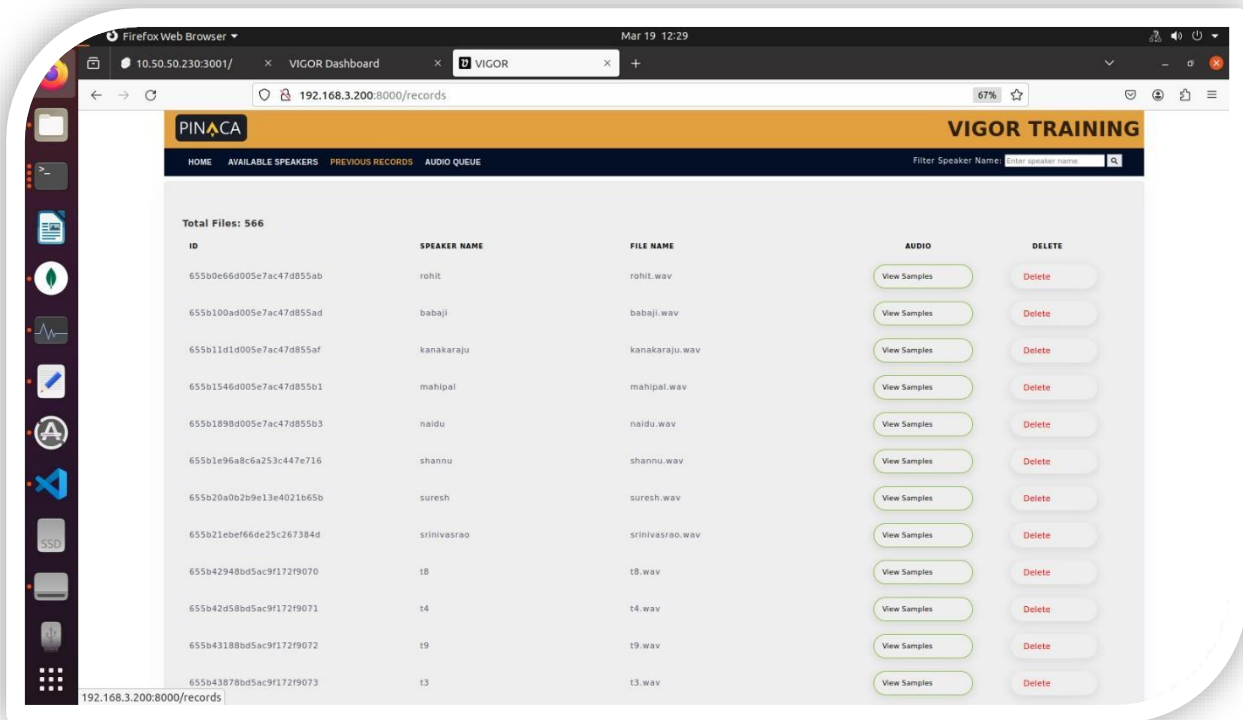 Firefox Web Browser
Mar 19 12:29
10.50.50.230:3001/
VIGOR Dashboard
VIGOR
192.168.3.200:8000/records
67%
PINACA
VIGOR TRAINING
HOME AVAILABLE SPEAKERS PREVIOUS RECORDS AUDIO QUEUE
Filter Speaker Name: Enter speaker name
Total Files: 566
ID SPEAKER NAME FILE NAME AUDIO DELETE
655b0e66d005e7ac47d855ab rohit rohit.wav View Samples Delete
655b100ad005e7ac47d855ad babaji babaji.wav View Samples Delete
655b11d1d005e7ac47d855af kanakaraju kanakaraju.wav View Samples Delete
655b1546d005e7ac47d855b1 mahipal mahipal.wav View Samples Delete
655b1898d005e7ac47d855b3 naidu naidu.wav View Samples Delete
655b1e96a8c6a253c447e716 shannu shannu.wav View Samples Delete
655b20a0b2b9e13e4021b65b suresh suresh.wav View Samples Delete
655b21ebef66de25c267384d srinivasrao srinivasrao.wav View Samples Delete
655b42948bd5ac9f172f9070 t8 t8.wav View Samples Delete
655b42d58bd5ac9f172f9071 t4 t4.wav View Samples Delete
655b43188bd5ac9f172f9072 t9 t9.wav View Samples Delete
655b43878bd5ac9f172f9073 t3 t3.wav View Samples Delete
SSD
192.168.3.200:8000/records